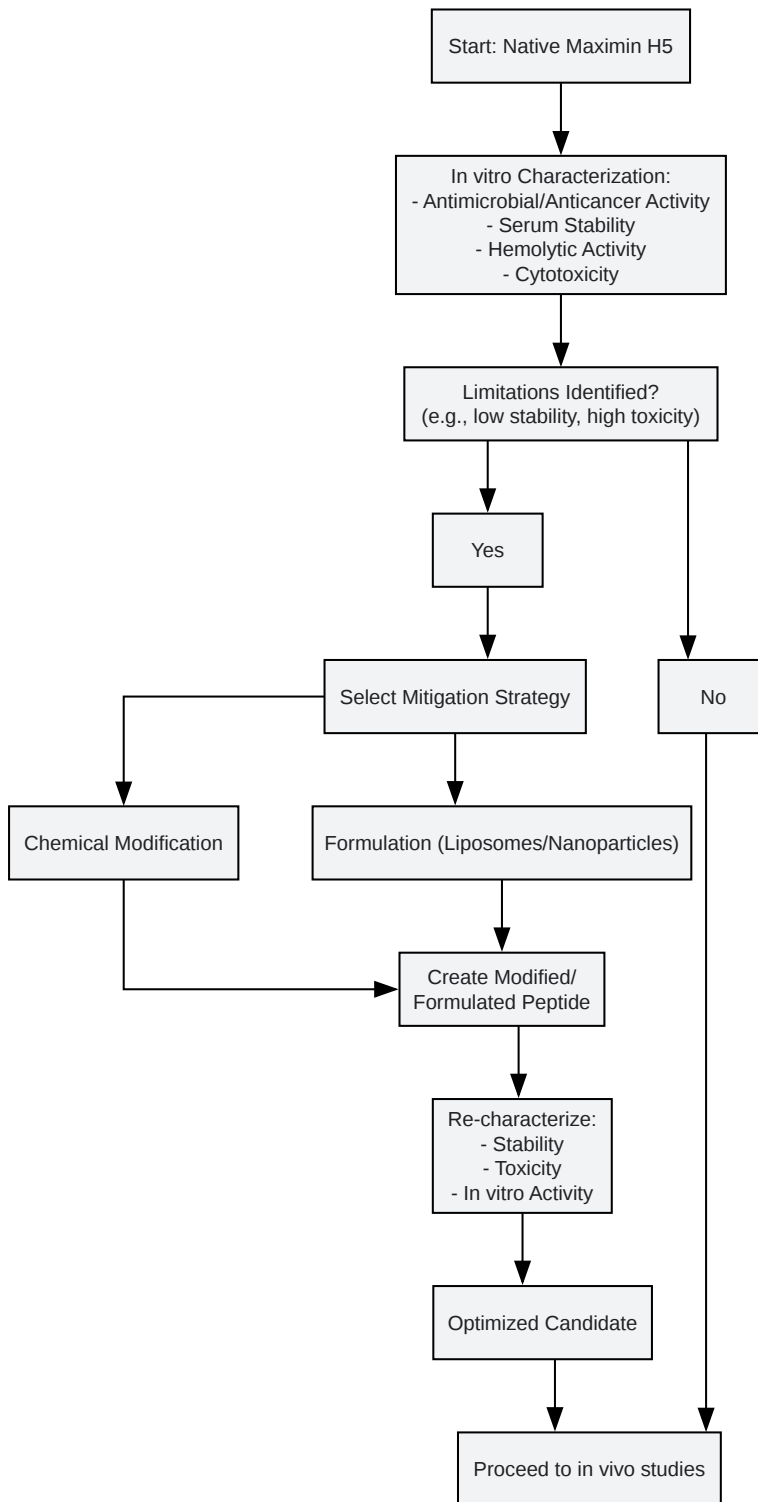 Start: Native Maximin H5
In vitro Characterization:
- Antimicrobial/Anticancer Activity
- Serum Stability
- Hemolytic Activity
- Cytotoxicity
Limitations Identified?
(e.g., low stability, high toxicity)
Yes
Select Mitigation Strategy
No
Chemical Modification
Formulation (Liposomes/Nanoparticles)
Create Modified/
Formulated Peptide
Re-characterize:
- Stability
- Toxicity
- In vitro Activity
Optimized Candidate
Proceed to in vivo studies